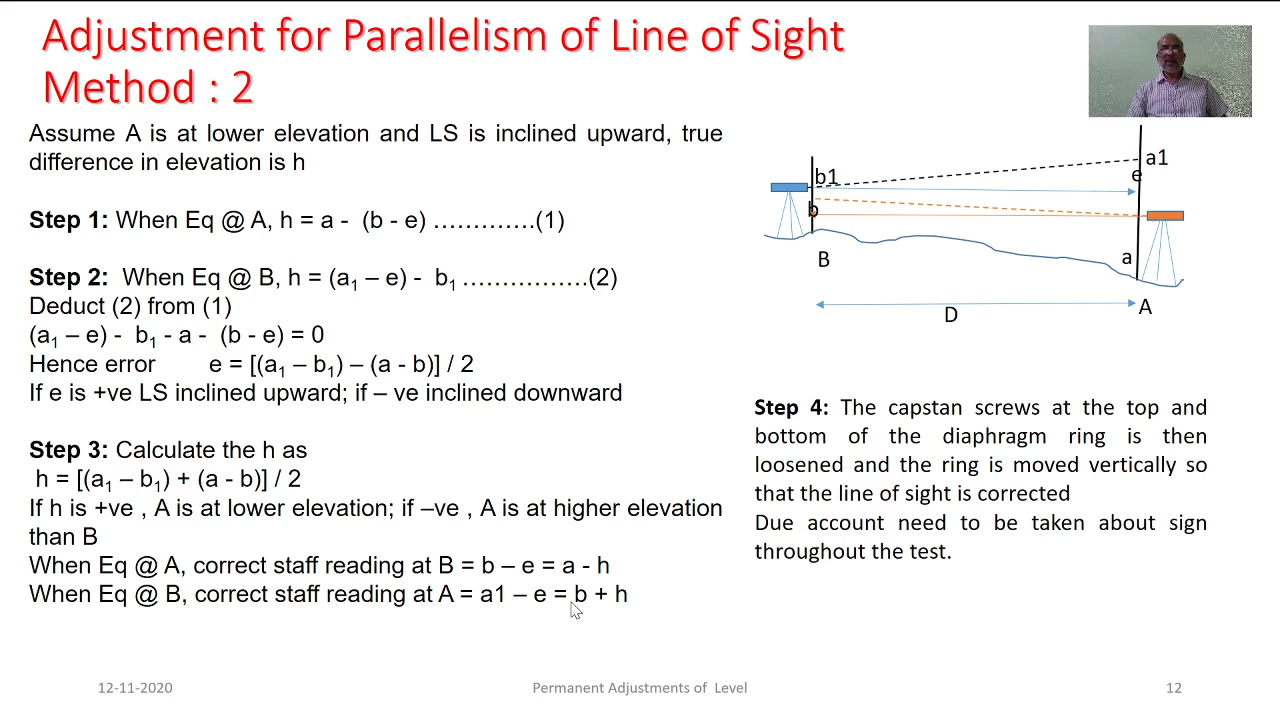 Adjustment for Parallelism of Line of Sight
Method : 2
Assume A is at lower elevation and LS is inclined upward, true
difference in elevation is h
Step 1: When Eq @ A, h = a - (b - e) .............(1)
Step 2: When Eq @ B, h = (a₁ – e) - b₁ ................(2)
Deduct (2) from (1)
(a₁ – e) - b₁ - a - (b - e) = 0
Hence error e = [(a₁ – b₁) – (a - b)] / 2
If e is +ve LS inclined upward; if – ve inclined downward
Step 3: Calculate the h as
h = [(a₁ – b₁) + (a - b)] / 2
If h is +ve , A is at lower elevation; if –ve , A is at higher elevation
than B
When Eq @ A, correct staff reading at B = b – e = a - h
When Eq @ B, correct staff reading at A = a1 – e = b + h
a1
b1
e
b
B
a
A
D
Step 4: The capstan screws at the top and
bottom of the diaphragm ring is then
loosened and the ring is moved vertically so
that the line of sight is corrected
Due account need to be taken about sign
throughout the test.
12-11-2020
Permanent Adjustments of Level
12